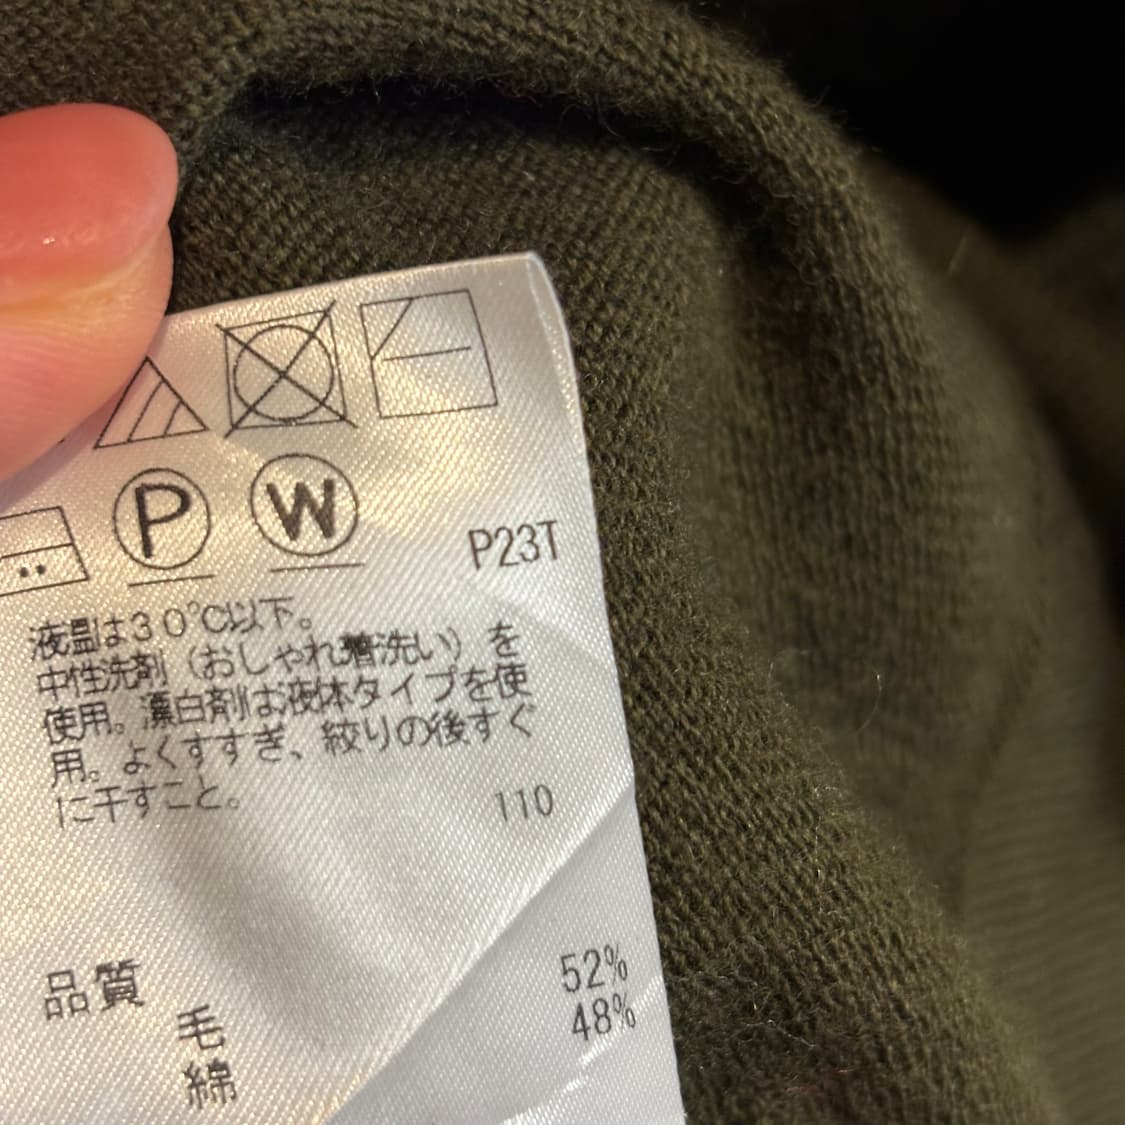 P W
P23T
液温は30℃以下。
中性洗剤（おしゃれ着洗い）を
使用。漂白剤は液体タイプを使
用。よくすすぎ、絞りの後すぐ
に干すこと。
110
品質
毛 52%
綿 48%